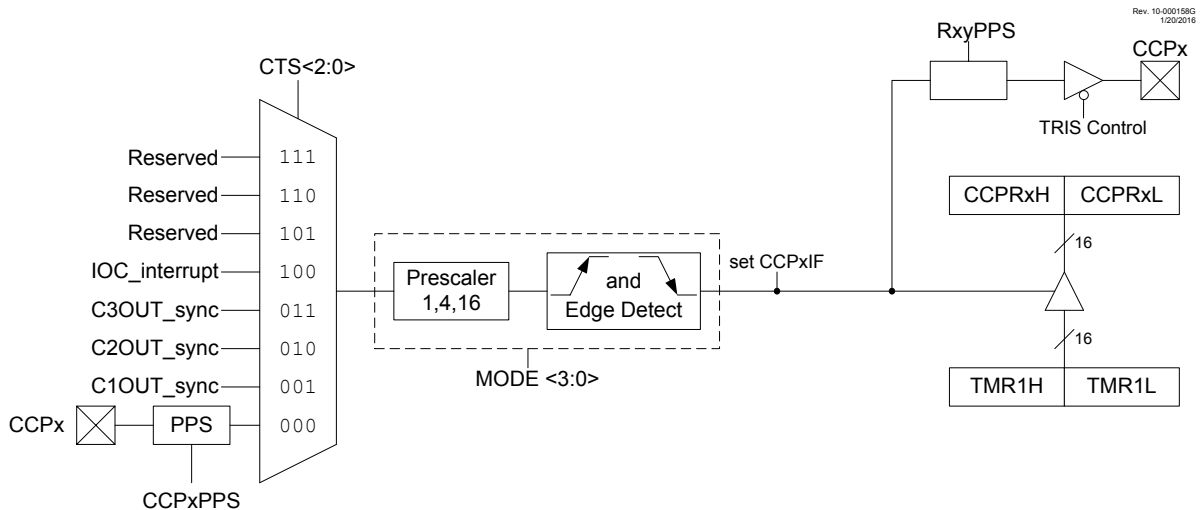 Rev. 10-000158G
1/20/2016
RxyPPS
CCPx
CTS<2:0>
TRIS Control
Reserved
111
Reserved
110
CCPRxH
CCPRxL
Reserved
101
16
IOC_interrupt
100
Prescaler
1,4,16
and
Edge Detect
set CCPxIF
C3OUT_sync
011
C2OUT_sync
010
16
MODE <3:0>
C1OUT_sync
001
TMR1H
TMR1L
CCPx
PPS
000
CCPxPPS